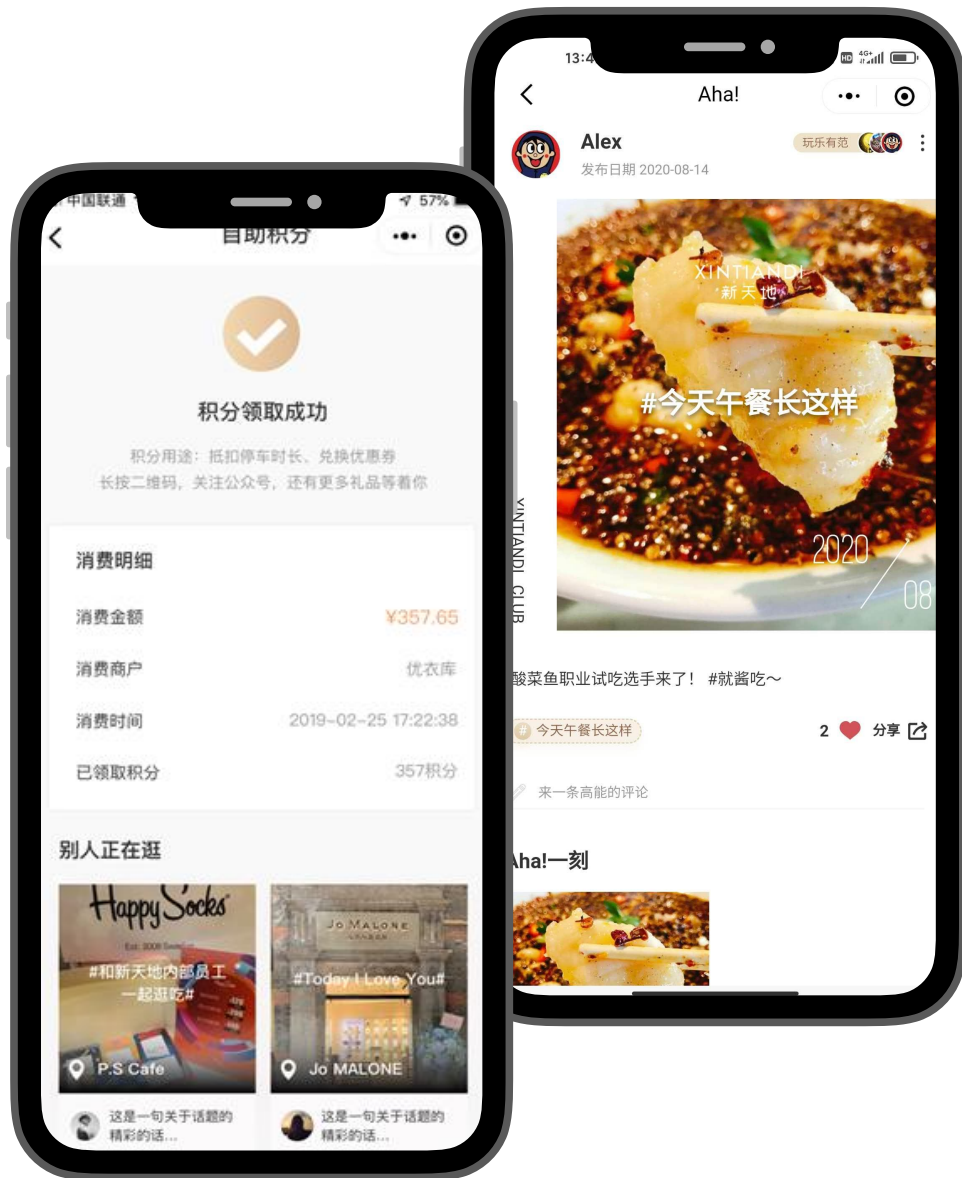 中国联通
57%
自助积分
积分领取成功
积分用途：抵扣停车时长、兑换优惠券
长按二维码，关注公众号，还有更多礼品等着你
消费明细
消费金额 ¥357.65
消费商户 优衣库
消费时间 2019-02-25 17:22:38
已领取积分 357积分
别人正在逛
Happy Socks
Est. 2008 Sweden
#和新天地内部员工
一起逛吃#
P.S Cafe
这是一句关于话题的
精彩的话...
JO MALONE
LONDON
#Today I Love You#
Jo MALONE
这是一句关于话题的
精彩的话...
13:4
HD 4G+
Aha!
Alex
玩乐有范
发布日期 2020-08-14
XINTIANDI
新天地
#今天午餐长这样
2020
08
XINTIANDI CLUB
酸菜鱼职业试吃选手来了！ #就酱吃～
# 今天午餐长这样
2 分享
来一条高能的评论
Aha!一刻